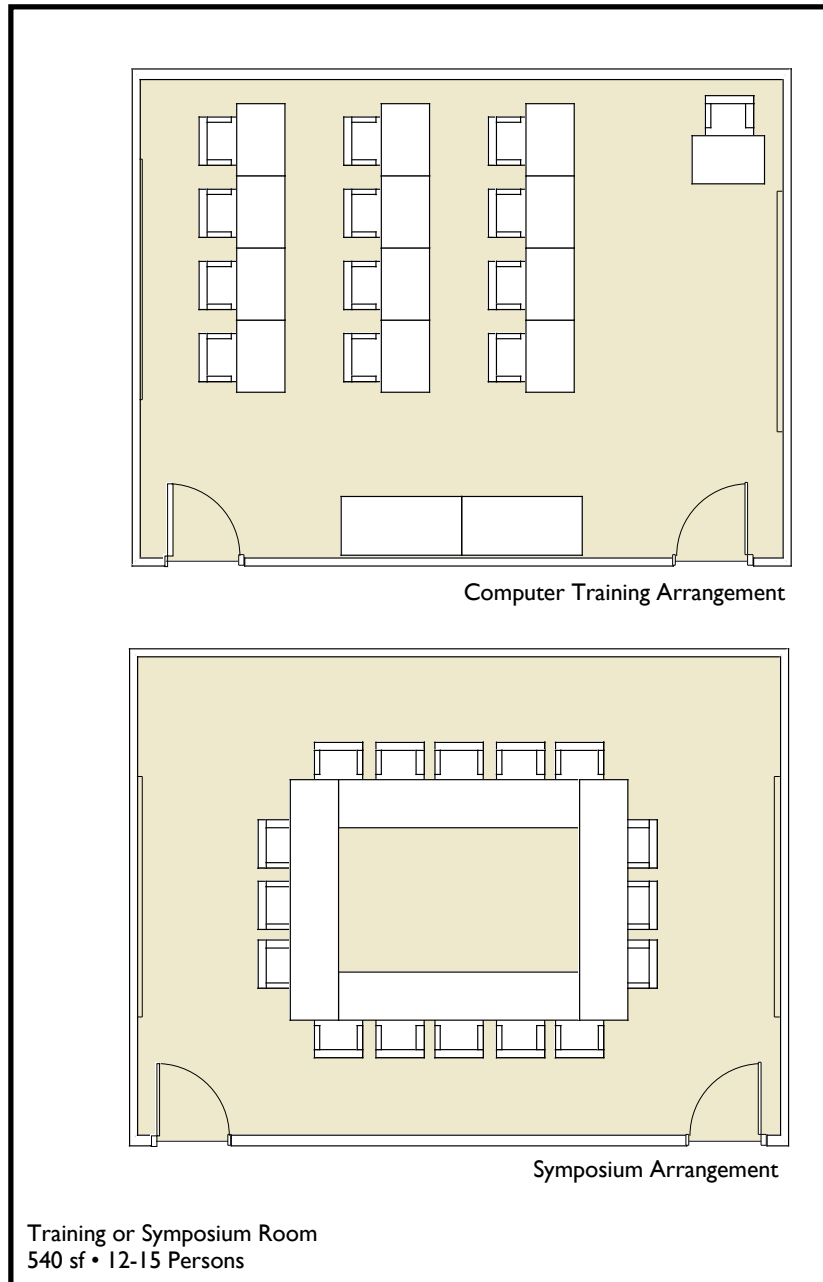 Computer Training Arrangement
Symposium Arrangement
Training or Symposium Room
540 sf • 12-15 Persons